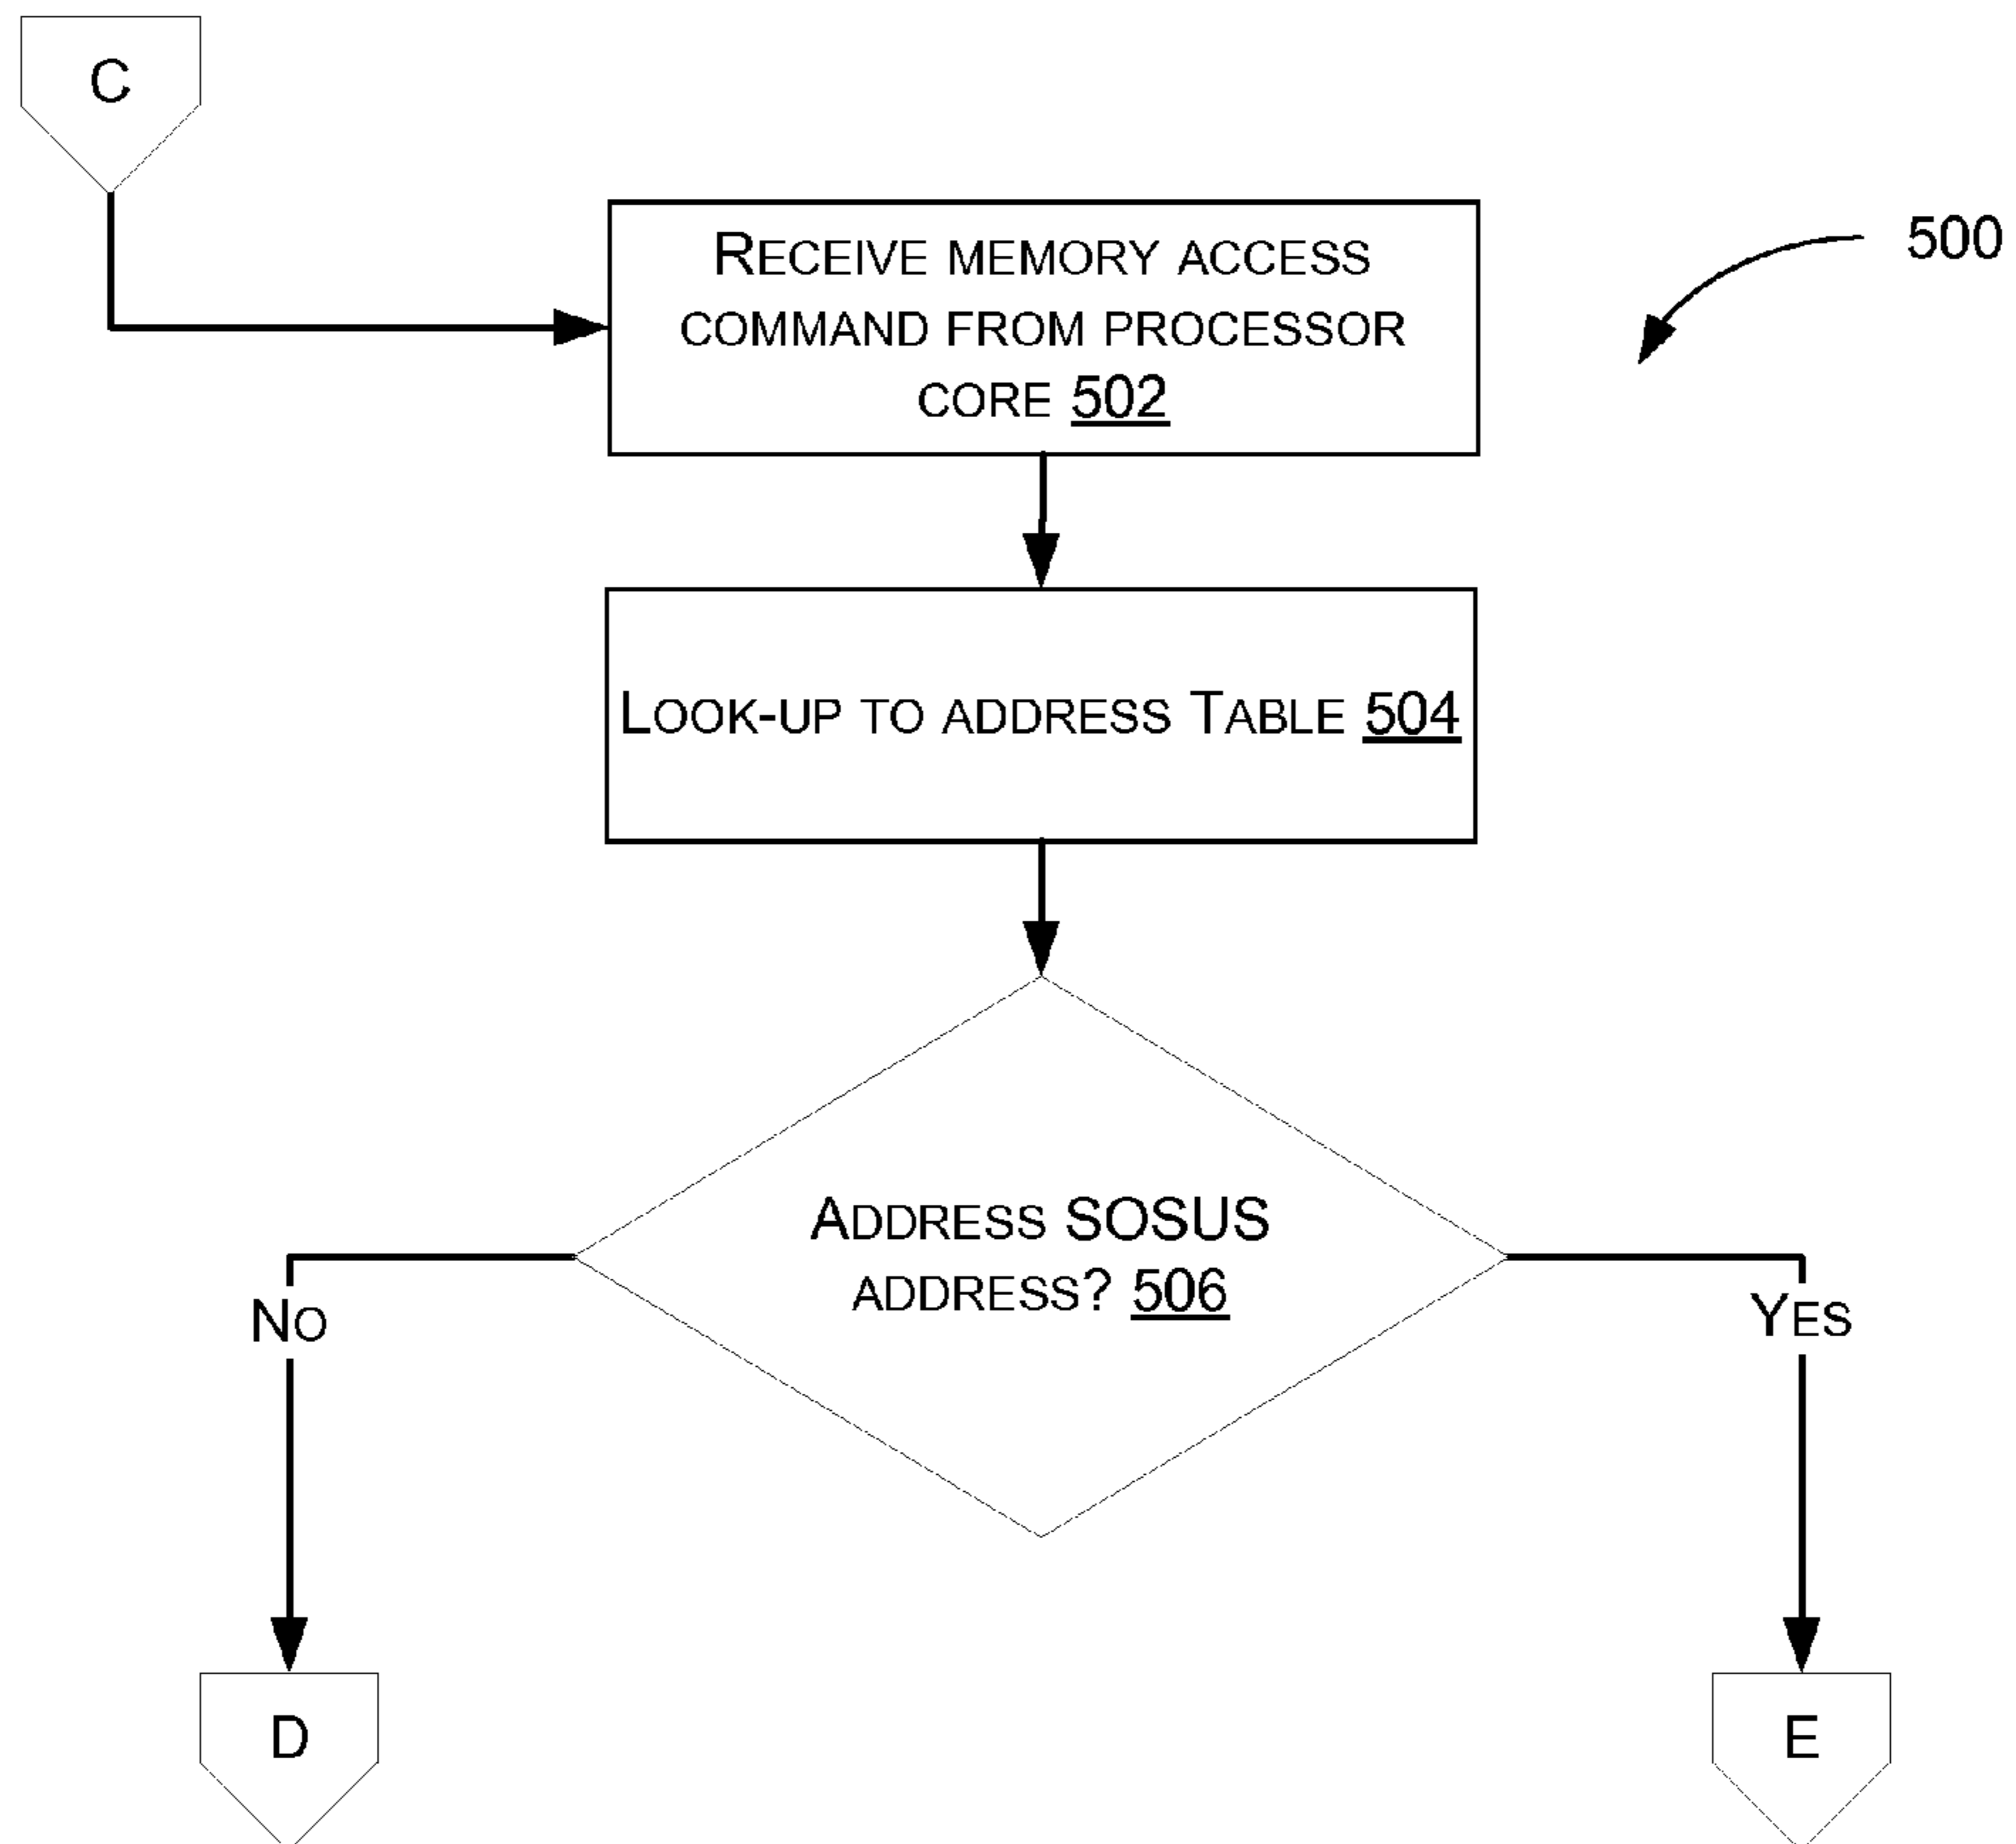 C
RECEIVE MEMORY ACCESS
COMMAND FROM PROCESSOR
CORE 502
500
LOOK-UP TO ADDRESS TABLE 504
ADDRESS SOSUS
ADDRESS? 506
NO
YES
D
E